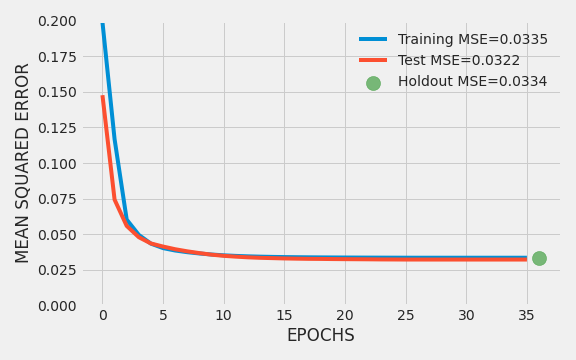 0.200
0.175
0.150
0.125
0.100
0.075
0.050
0.025
0.000
MEAN SQUARED ERROR
Training MSE=0.0335
Test MSE=0.0322
Holdout MSE=0.0334
0 5 10 15 20 25 30 35
EPOCHS